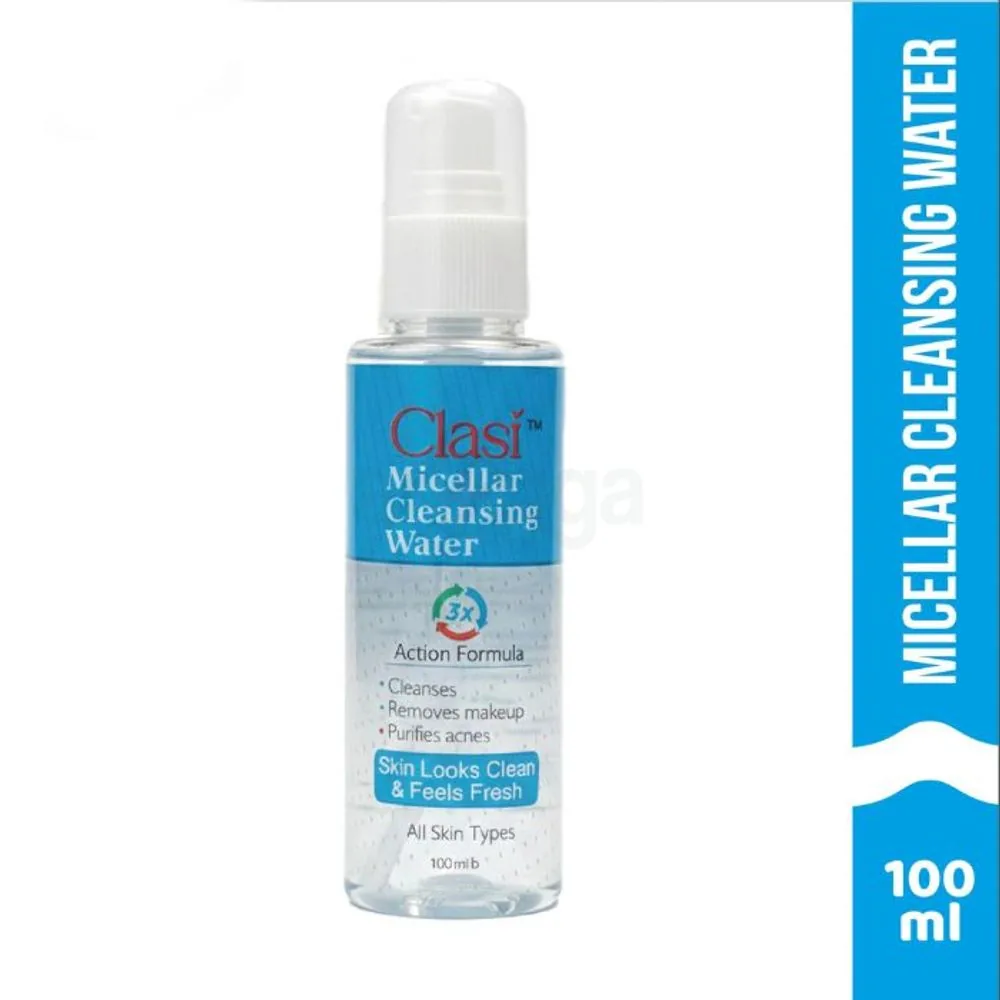 Clasi™
Micellar
Cleansing
Water
3x
Action Formula
• Cleanses
• Removes makeup
• Purifies acnes
Skin Looks Clean
& Feels Fresh
All Skin Types
100 ml b
MICELLAR CLEANSING WATER
100
ml